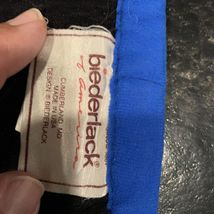 biederlack®
of america
CUMBERLAND, MD
MADE IN USA
DESIGN © BIEDERLACK